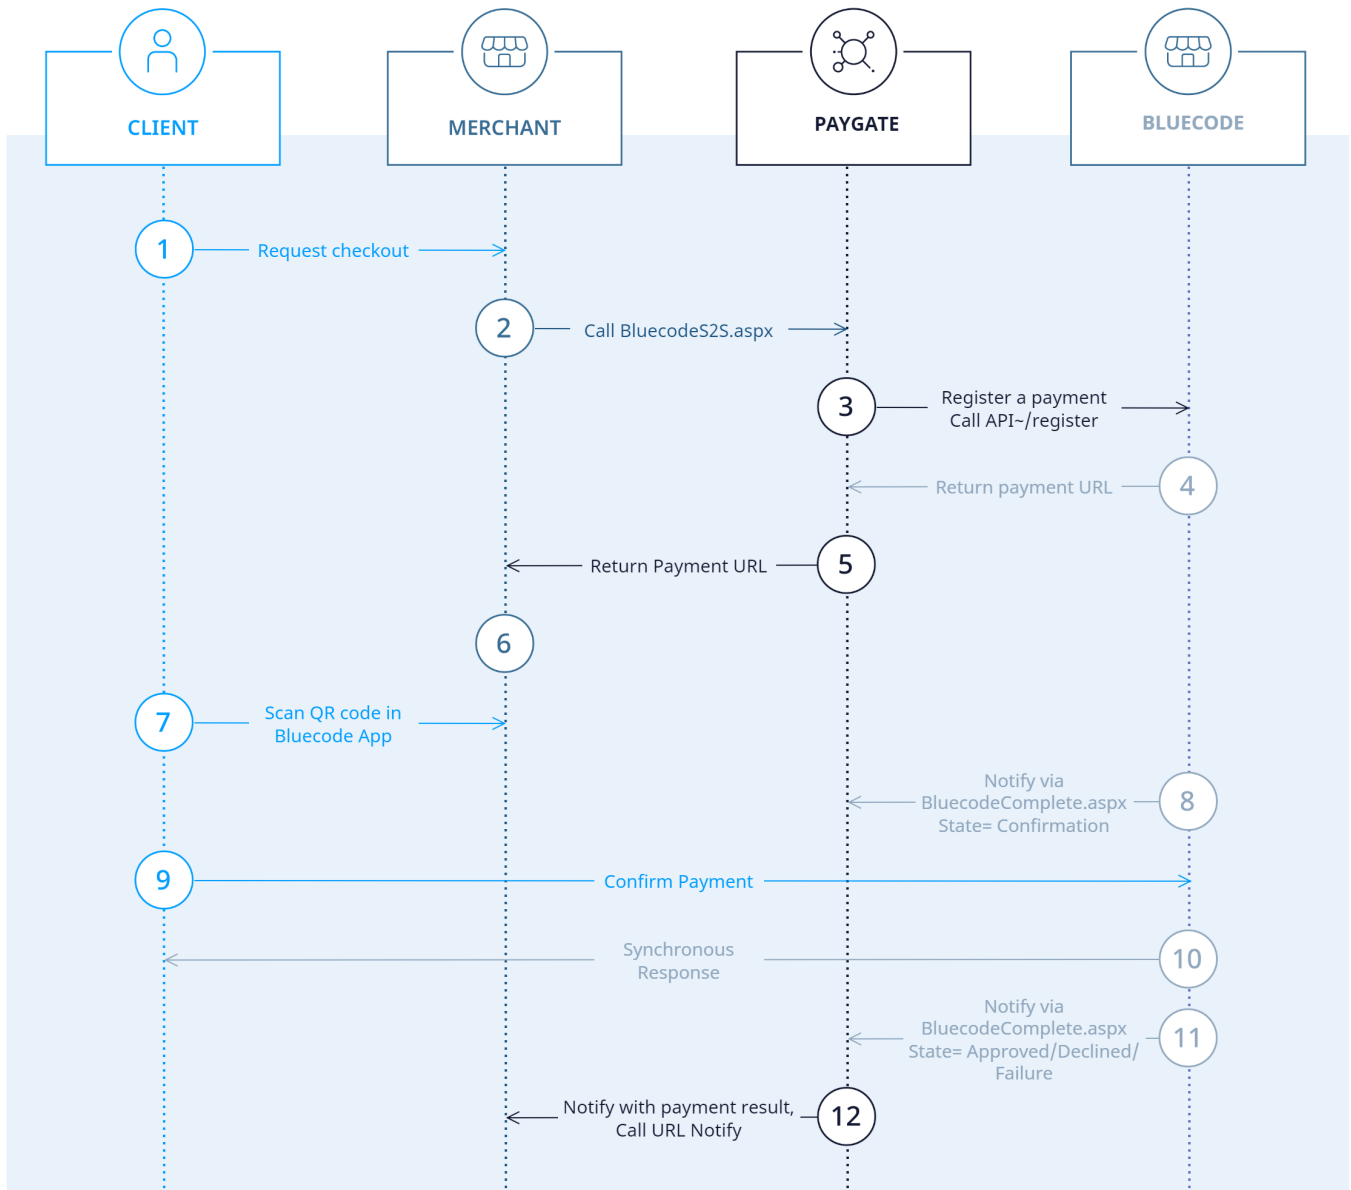 CLIENT
MERCHANT
PAYGATE
BLUECODE
1
Request checkout
2
Call BluecodeS2S.aspx
3
Register a payment
Call API~/register
Return payment URL
4
Return Payment URL
5
6
7
Scan QR code in
Bluecode App
Notify via
BluecodeComplete.aspx
State= Confirmation
8
9
Confirm Payment
Synchronous
Response
10
Notify via
BluecodeComplete.aspx
State= Approved/Declined/
Failure
11
Notify with payment result,
Call URL Notify
12